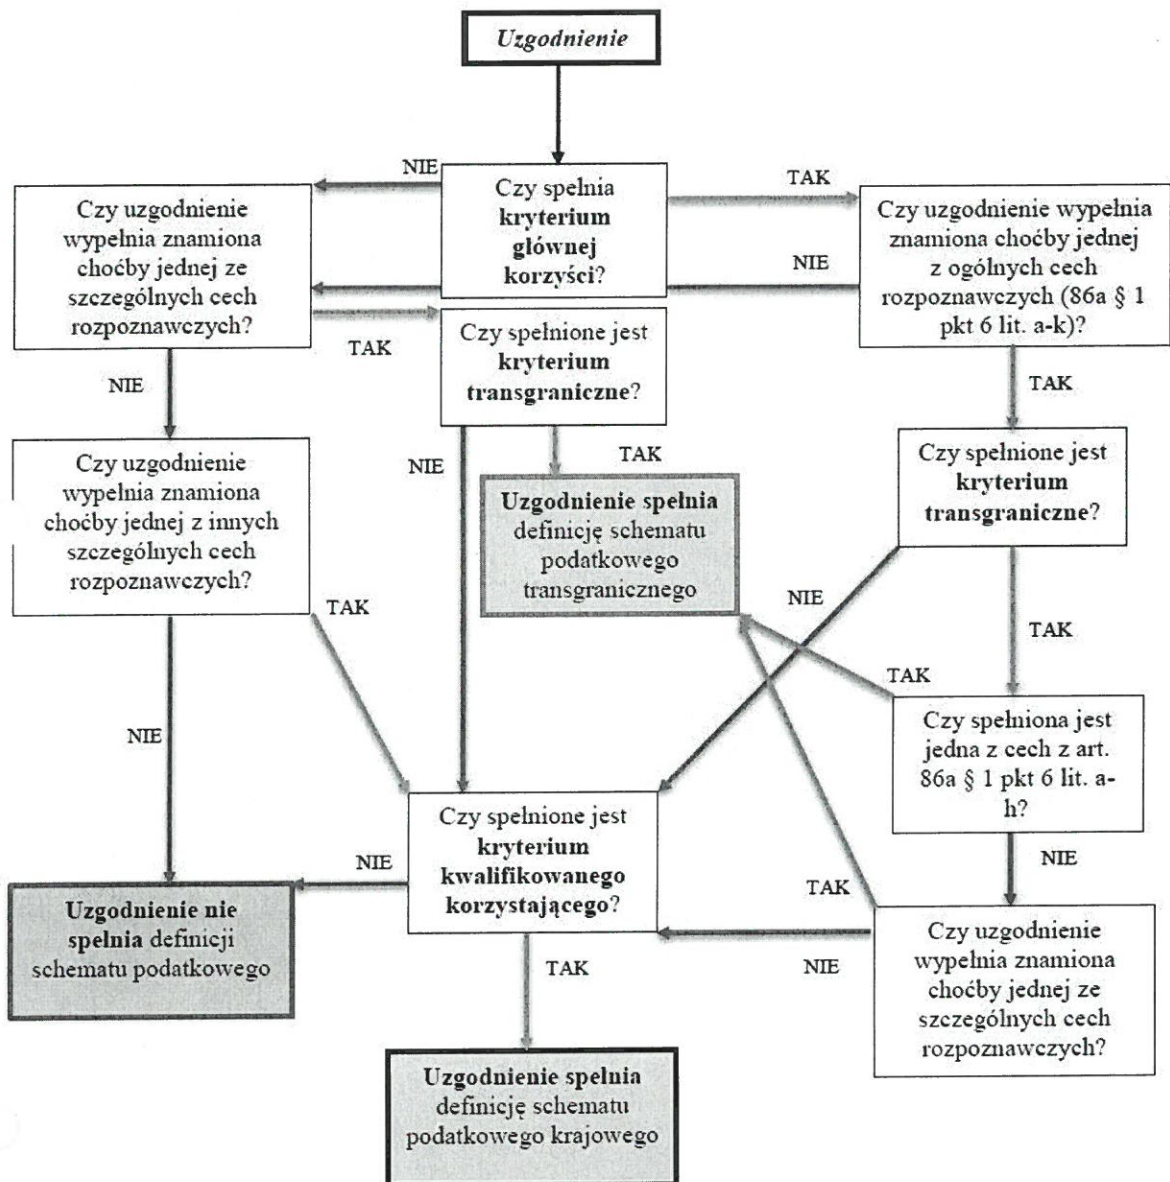 Uzgodnienie
NIE
TAK
Czy spełnia
kryterium
głównej
korzyści?
Czy uzgodnienie
wypełnia znamiona
choćby jednej ze
szczególnych cech
rozpoznawczych?
Czy uzgodnienie wypełnia
znamiona choćby jednej
z ogólnych cech
rozpoznawczych (86a § 1
pkt 6 lit. a-k)?
NIE
TAK
Czy spełnione jest
kryterium
transgraniczne?
NIE
TAK
Czy uzgodnienie
wypełnia znamiona
choćby jednej z innych
szczególnych cech
rozpoznawczych?
NIE
TAK
Czy spełnione jest
kryterium
transgraniczne?
Uzgodnienie spełnia
definicję schematu
podatkowego
transgranicznego
TAK
NIE
TAK
TAK
Czy spełniona jest
jedna z cech z art.
86a § 1 pkt 6 lit. a-
h?
NIE
Czy spełnione jest
kryterium
kwalifikowanego
korzystającego?
NIE
NIE
TAK
Uzgodnienie nie
spełnia definicji
schematu podatkowego
Czy uzgodnienie
wypełnia znamiona
choćby jednej ze
szczególnych cech
rozpoznawczych?
TAK
NIE
Uzgodnienie spełnia
definicję schematu
podatkowego krajowego